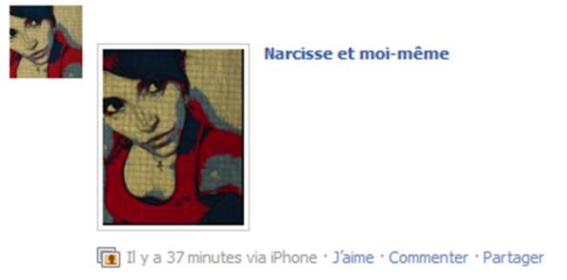 Narcisse et moi-même
Il y a 37 minutes via iPhone · J'aime · Commenter · Partager